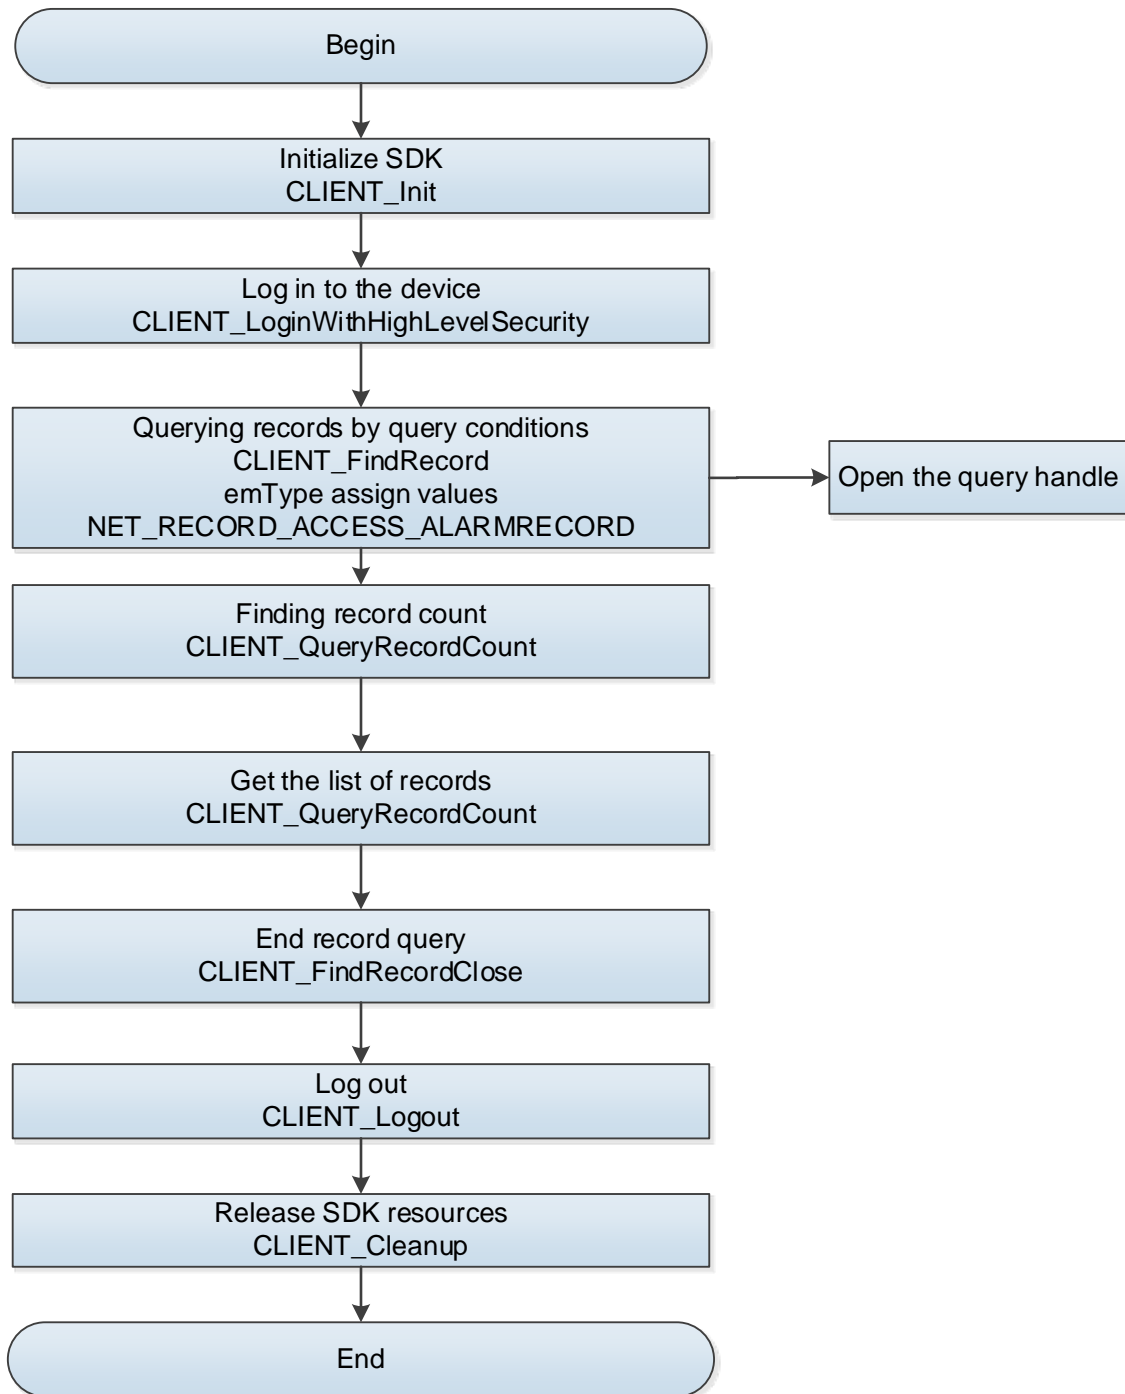 Begin
Initialize SDK
CLIENT_Init
Log in to the device
CLIENT_LoginWithHighLevelSecurity
Querying records by query conditions
CLIENT_FindRecord
emType assign values
NET_RECORD_ACCESS_ALARMRECORD
Open the query handle
Finding record count
CLIENT_QueryRecordCount
Get the list of records
CLIENT_QueryRecordCount
End record query
CLIENT_FindRecordClose
Log out
CLIENT_Logout
Release SDK resources
CLIENT_Cleanup
End